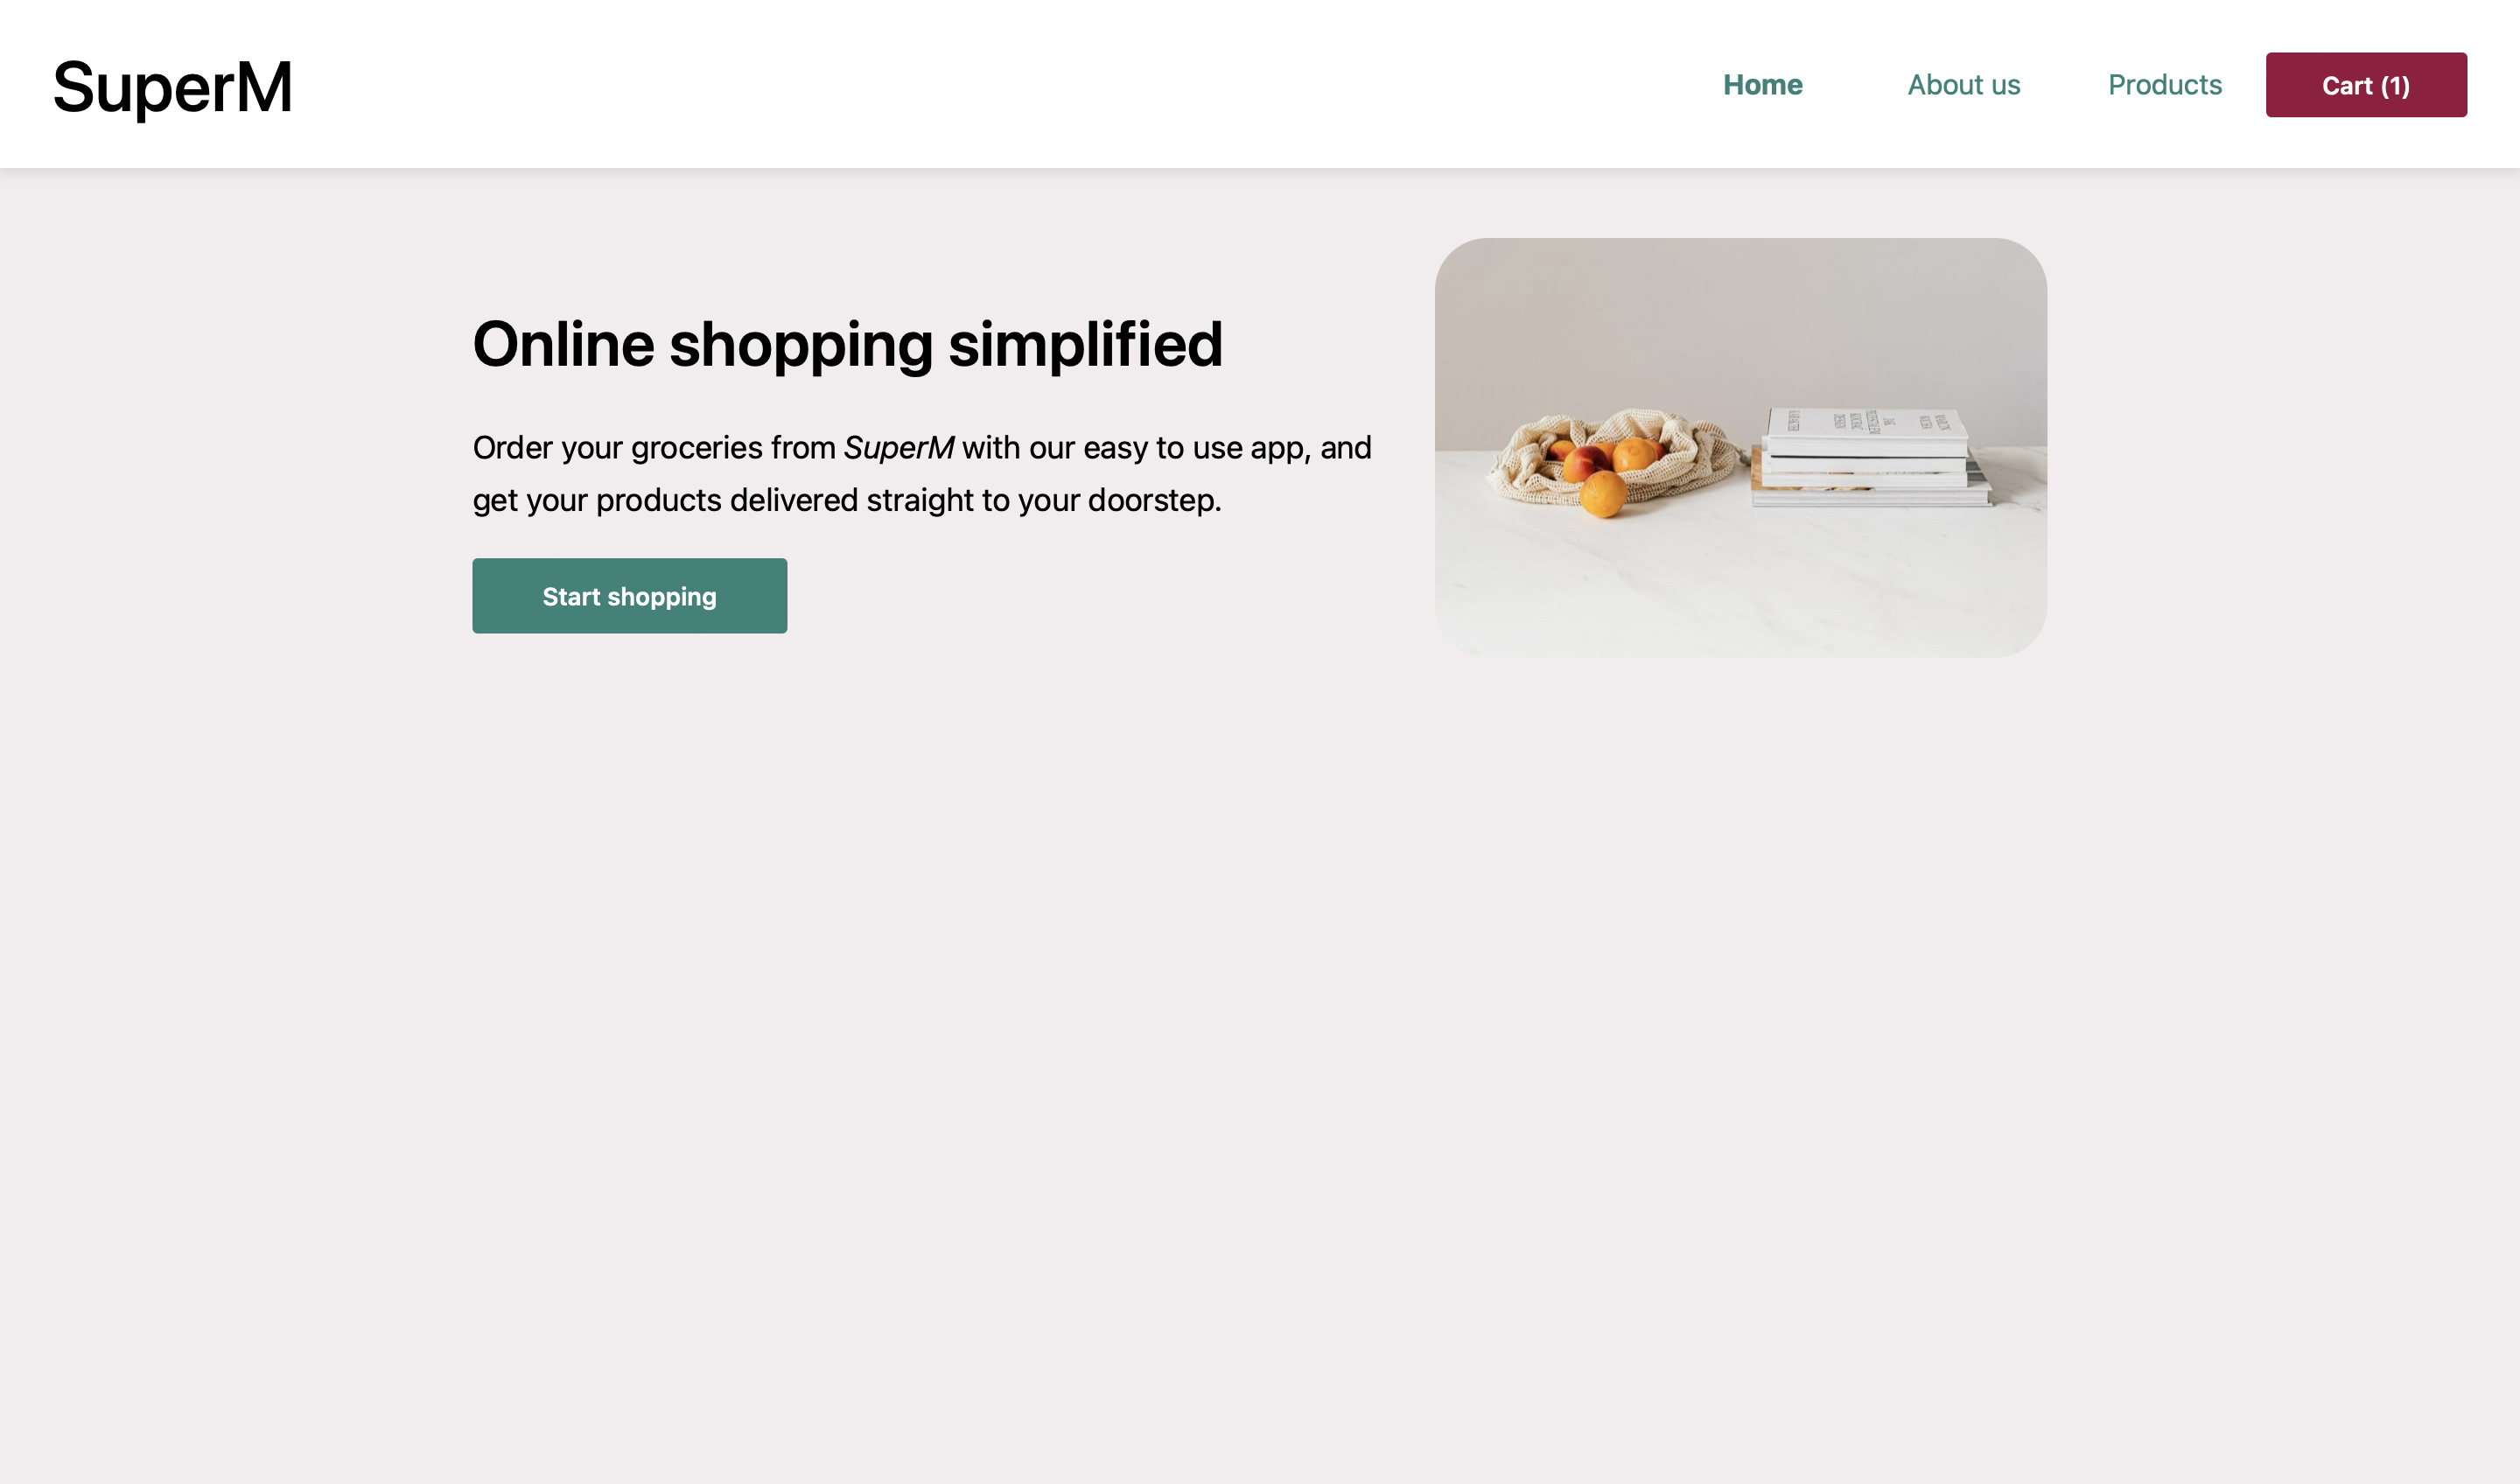 SuperM
Home
About us
Products
Cart (1)
Online shopping simplified
Order your groceries from SuperM with our easy to use app, and
get your products delivered straight to your doorstep.
Start shopping